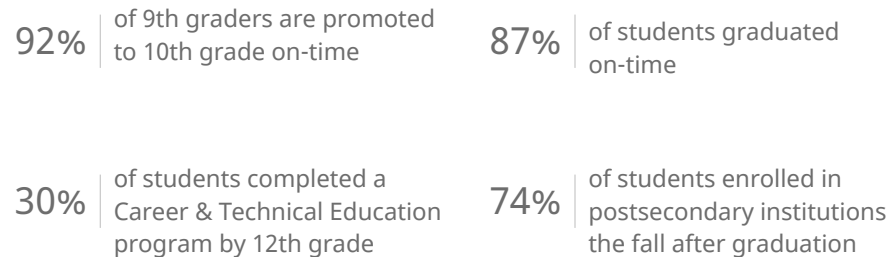 92%
of 9th graders are promoted
to 10th grade on-time
87%
of students graduated
on-time
30%
of students completed a
Career & Technical Education
program by 12th grade
74%
of students enrolled in
postsecondary institutions
the fall after graduation